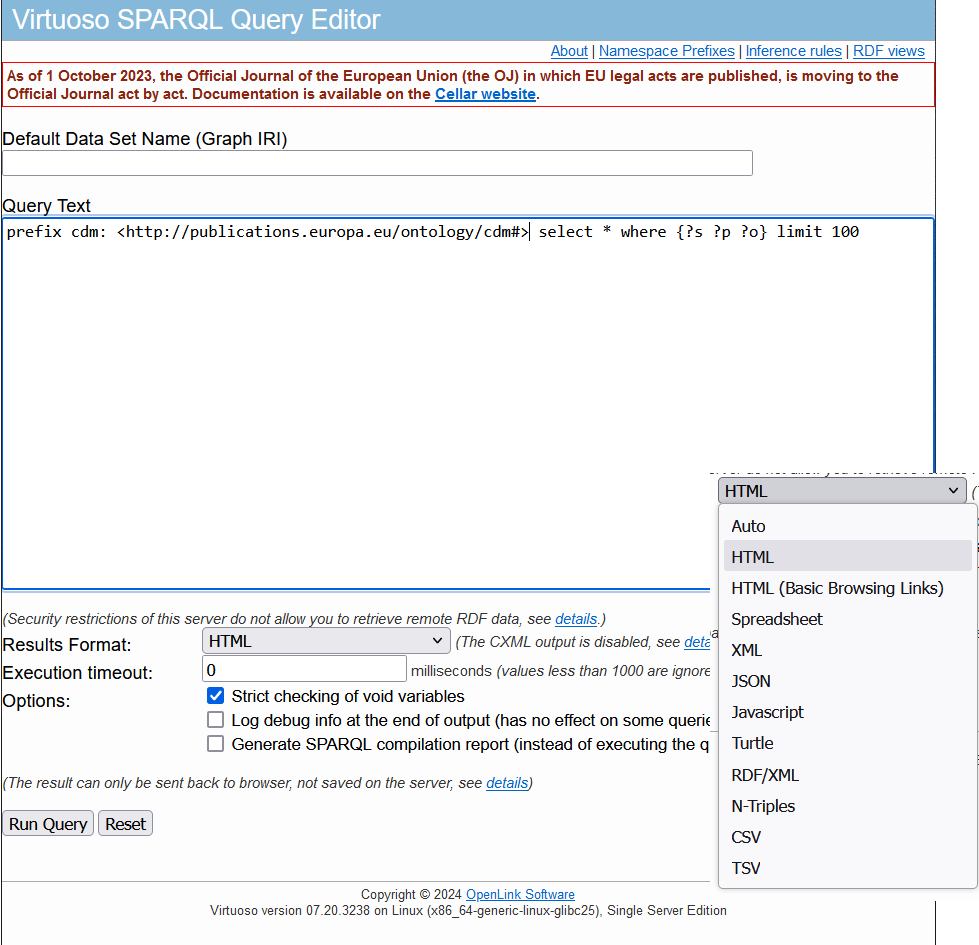 Virtuoso SPARQL Query Editor
About | Namespace Prefixes | Inference rules | RDF views
As of 1 October 2023, the Official Journal of the European Union (the OJ) in which EU legal acts are published, is moving to the
Official Journal act by act. Documentation is available on the Cellar website.
Default Data Set Name (Graph IRI)
Query Text
prefix cdm: <http://publications.europa.eu/ontology/cdm#> select * where {?s ?p ?o} limit 100
(Security restrictions of this server do not allow you to retrieve remote RDF data, see details.)
Results Format: HTML (The CXML output is disabled, see
Execution timeout: 0 milliseconds (values less than 1000 are
Options: Strict checking of void variables
Log debug info at the end of output (has no effect on some
Generate SPARQL compilation report (instead of executing the
(The result can only be sent back to browser, not saved on the server, see details)
Run Query Reset
HTML
Auto
HTML
HTML (Basic Browsing Links)
Spreadsheet
XML
JSON
Javascript
Turtle
RDF/XML
N-Triples
CSV
TSV
Copyright © 2024 OpenLink Software
Virtuoso version 07.20.3238 on Linux (x86_64-generic-linux-glibc25), Single Server Edition